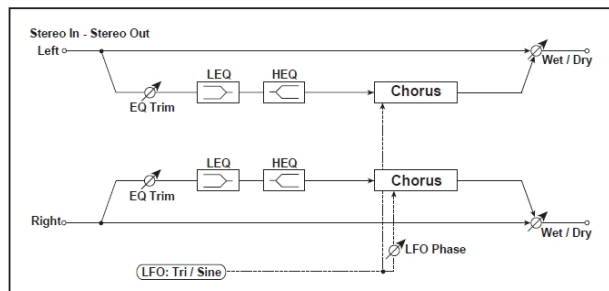 Stereo In - Stereo Out
Left
Wet / Dry
LEQ
HEQ
Chorus
EQ Trim
LEQ
HEQ
Chorus
EQ Trim
Right
Wet / Dry
LFO Phase
LFO: Tri / Sine